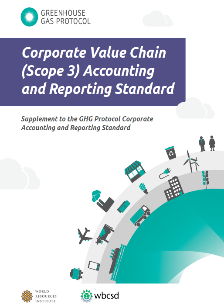 GREENHOUSE
GAS PROTOCOL
Corporate Value Chain
(Scope 3) Accounting
and Reporting Standard
Supplement to the GHG Protocol Corporate
Accounting and Reporting Standard
WORLD
RESOURCES
INSTITUTE
wbcsd